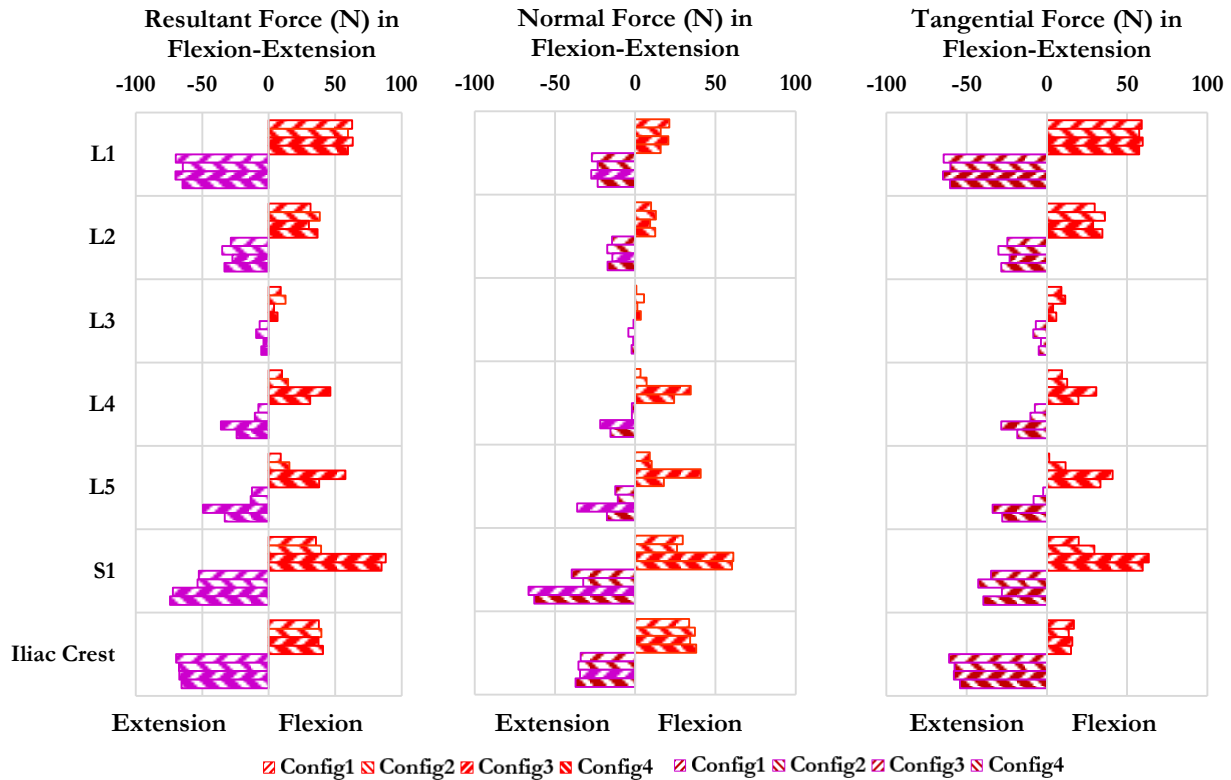 Resultant Force (N) in
Flexion-Extension
Normal Force (N) in
Flexion-Extension
Tangential Force (N) in
Flexion-Extension
-100 -50 0 50 100
-100 -50 0 50 100
-100 -50 0 50 100
L1
L2
L3
L4
L5
S1
Iliac Crest
Extension Flexion
Extension Flexion
Extension Flexion
Config1 Config2 Config3 Config4 Config1 Config2 Config3 Config4